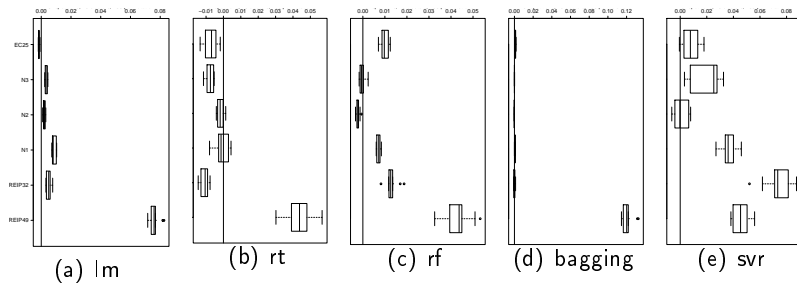 0.00 0.02 0.04 0.06 0.08
−0.01 0.00 0.01 0.02 0.03 0.04 0.05
0.00 0.01 0.02 0.03 0.04 0.05
0.00 0.02 0.04 0.06 0.08 0.10 0.12
0.00 0.02 0.04 0.06 0.08
EC25
N3
N2
N1
REIP32
REIP49
(a) lm
(b) rt
(c) rf
(d) bagging
(e) svr